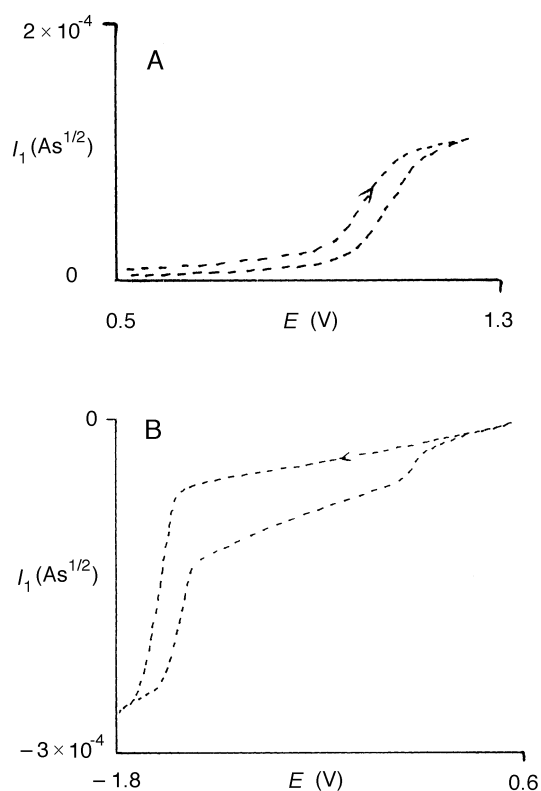 2 × 10⁻⁴
A
I₁ (As¹/²)
0
0.5 E (V) 1.3
0
B
I₁ (As¹/²)
−3 × 10⁻⁴
−1.8 E (V) 0.6